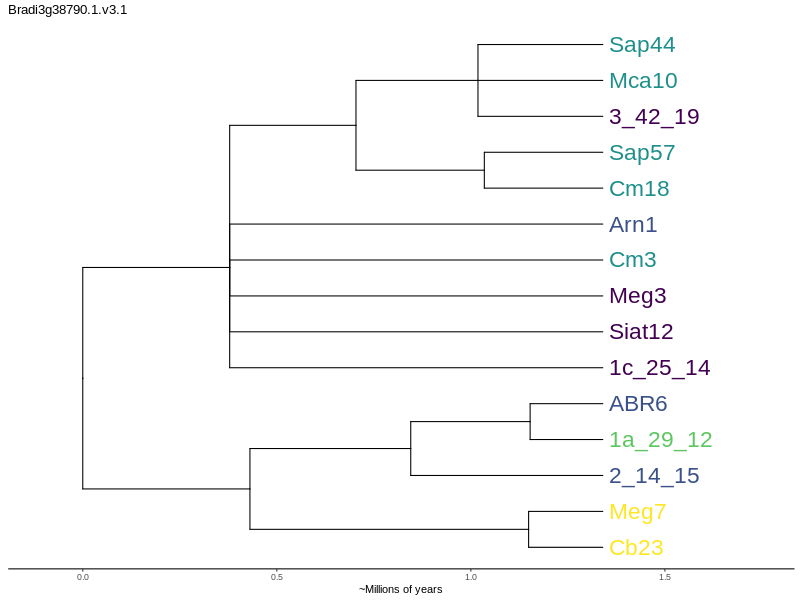 Bradi3g38790.1.v3.1
Sap44
Mca10
3_42_19
Sap57
Cm18
Arn1
Cm3
Meg3
Siat12
1c_25_14
ABR6
1a_29_12
2_14_15
Meg7
Cb23
0.0 0.5 1.0 1.5
~Millions of years